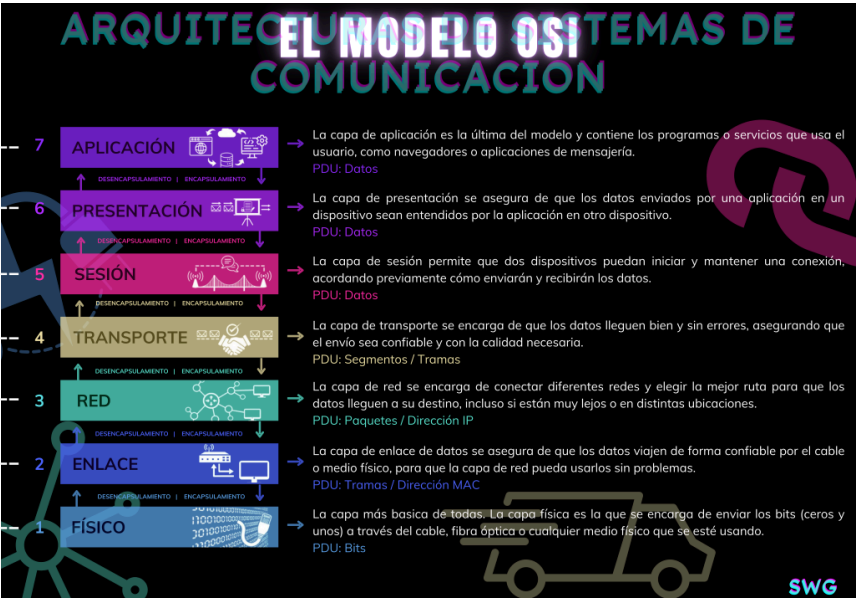 ARQUITECTURAS DE SISTEMAS DE
EL MODELO OSI
COMUNICACION
7
APLICACIÓN
La capa de aplicación es la última del modelo y contiene los programas o servicios que usa el
usuario, como navegadores o aplicaciones de mensajería.
PDU: Datos
DESENCAPSULAMIENTO | ENCAPSULAMIENTO
6
PRESENTACIÓN
La capa de presentación se asegura de que los datos enviados por una aplicación en un
dispositivo sean entendidos por la aplicación en otro dispositivo.
PDU: Datos
DESENCAPSULAMIENTO | ENCAPSULAMIENTO
5
SESIÓN
La capa de sesión permite que dos dispositivos puedan iniciar y mantener una conexión,
acordando previamente cómo enviarán y recibirán los datos.
PDU: Datos
DESENCAPSULAMIENTO | ENCAPSULAMIENTO
4
TRANSPORTE
La capa de transporte se encarga de que los datos lleguen bien y sin errores, asegurando que
el envío sea confiable y con la calidad necesaria.
PDU: Segmentos / Tramas
DESENCAPSULAMIENTO | ENCAPSULAMIENTO
3
RED
La capa de red se encarga de conectar diferentes redes y elegir la mejor ruta para que los
datos lleguen a su destino, incluso si están muy lejos o en distintas ubicaciones.
PDU: Paquetes / Dirección IP
DESENCAPSULAMIENTO | ENCAPSULAMIENTO
2
ENLACE
La capa de enlace de datos se asegura de que los datos viajen de forma confiable por el cable
o medio físico, para que la capa de red pueda usarlos sin problemas.
PDU: Tramas / Dirección MAC
DESENCAPSULAMIENTO | ENCAPSULAMIENTO
1
FÍSICO
La capa más basica de todas. La capa física es la que se encarga de enviar los bits (ceros y
unos) a través del cable, fibra óptica o cualquier medio físico que se esté usando.
PDU: Bits
SWG